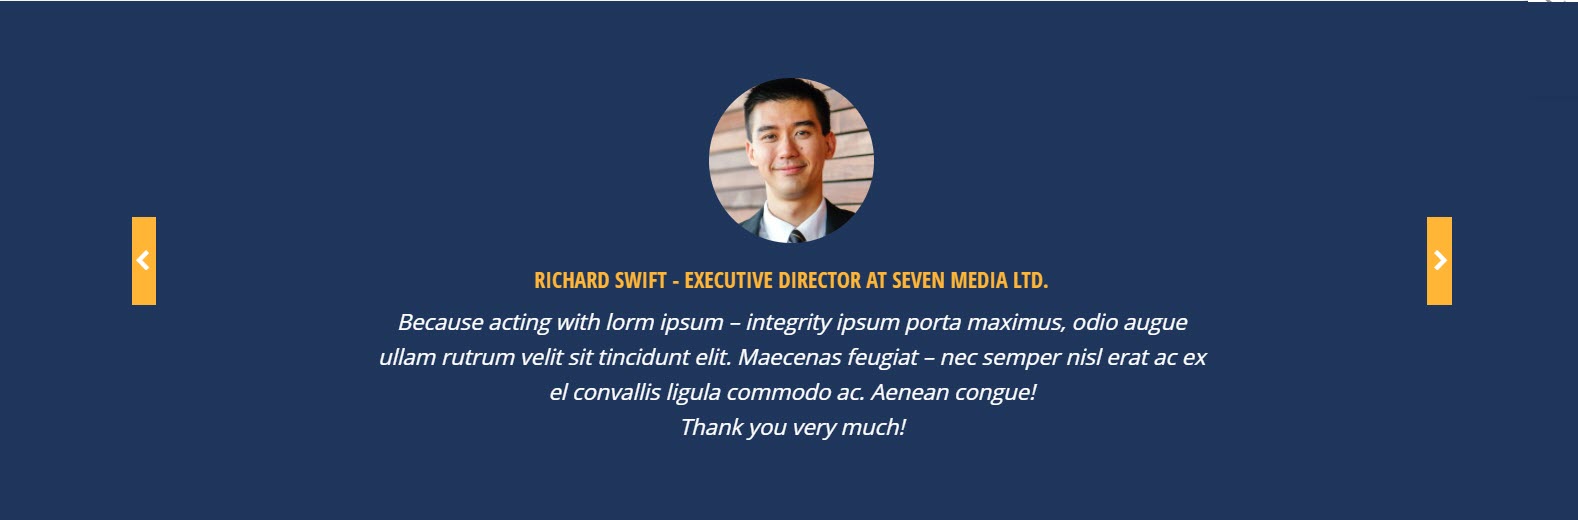 RICHARD SWIFT - EXECUTIVE DIRECTOR AT SEVEN MEDIA LTD.
Because acting with lorm ipsum – integrity ipsum porta maximus, odio augue
ullam rutrum velit sit tincidunt elit. Maecenas feugiat – nec semper nisl erat ac ex
el convallis ligula commodo ac. Aenean congue!
Thank you very much!